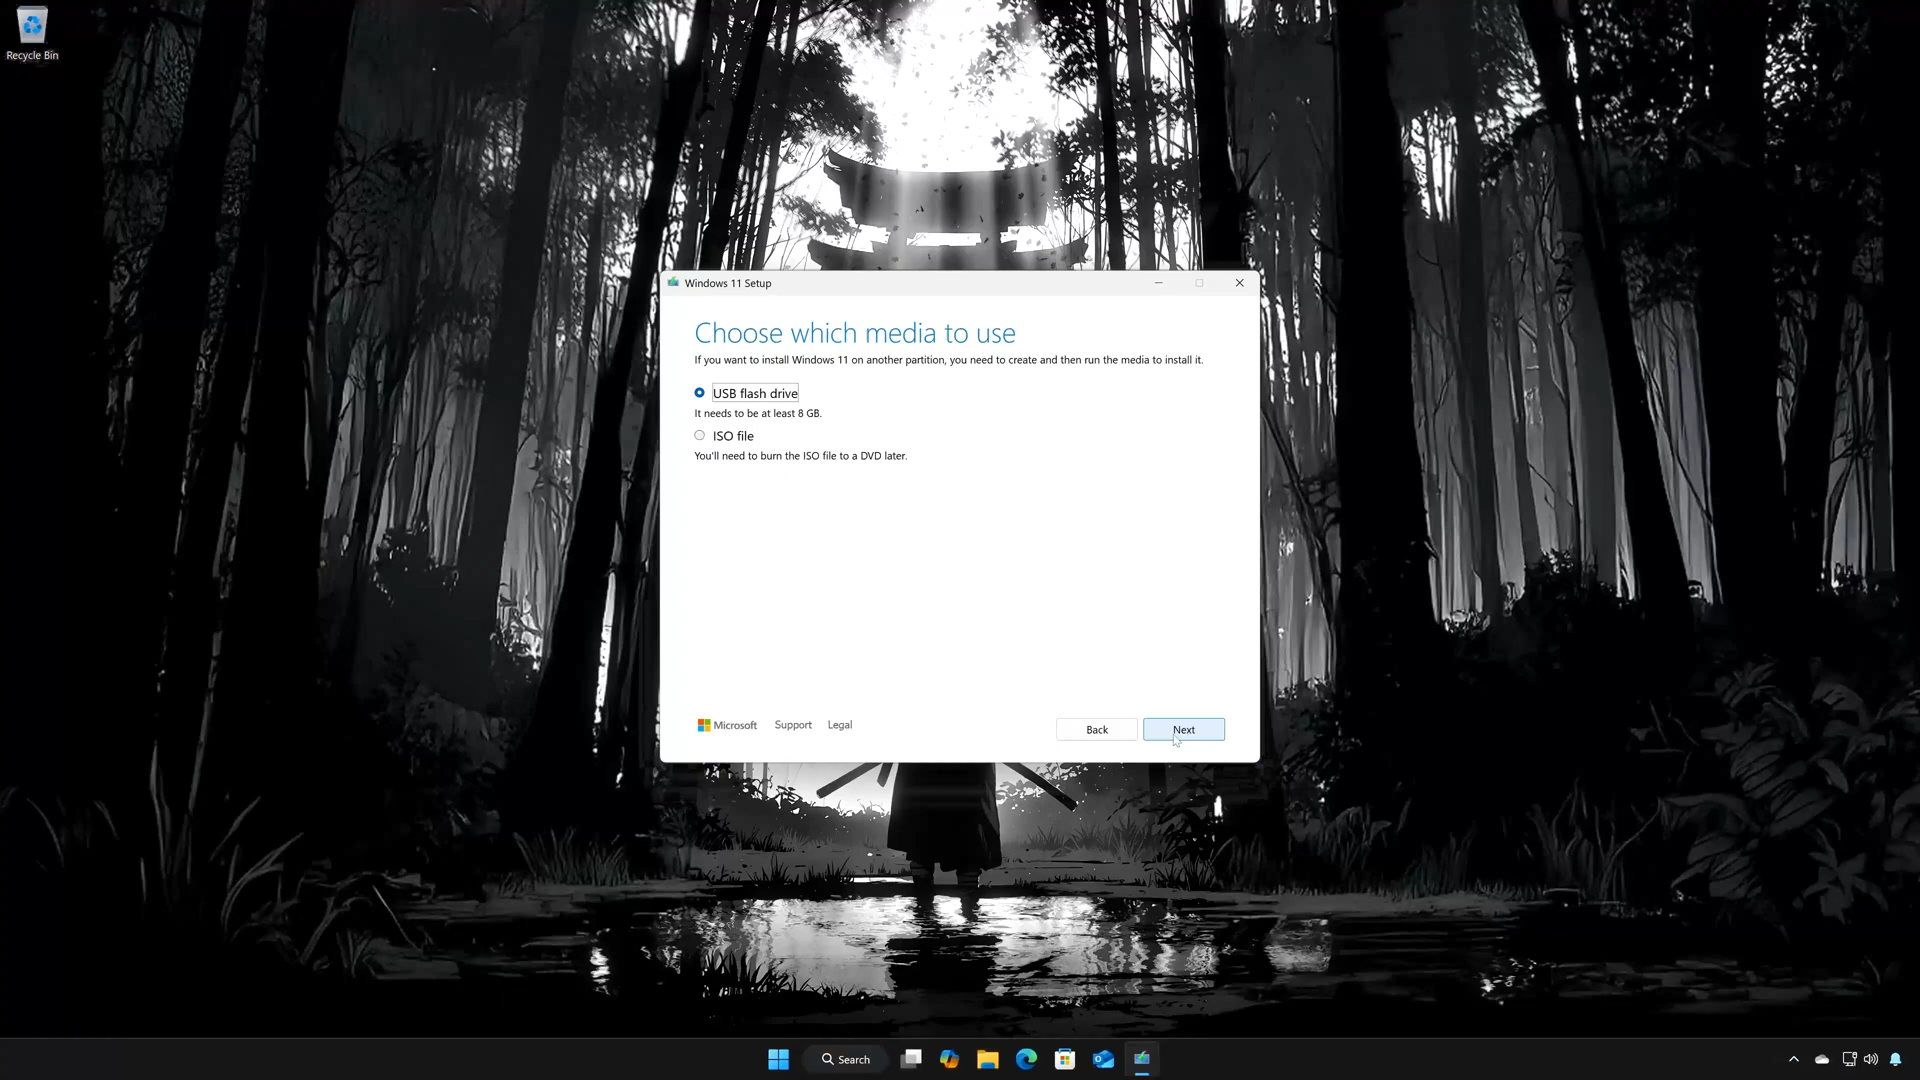 Recycle Bin
Windows 11 Setup
Choose which media to use
If you want to install Windows 11 on another partition, you need to create and then run the media to install it.
USB flash drive
It needs to be at least 8 GB.
ISO file
You'll need to burn the ISO file to a DVD later.
Microsoft Support Legal Back Next
Search